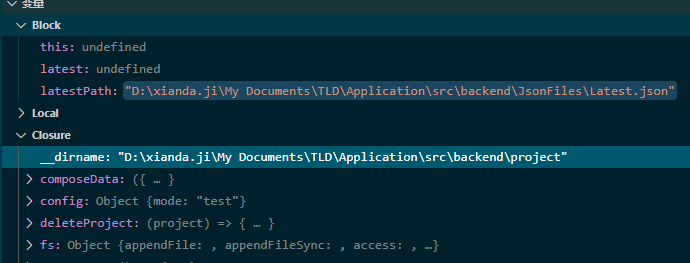 变量
Block
this: undefined
latest: undefined
latestPath: "D:\xianda.ji\My Documents\TLD\Application\src\backend\JsonFiles\Latest.json"
Local
Closure
__dirname: "D:\xianda.ji\My Documents\TLD\Application\src\backend\project"
composeData: ({ … }
config: Object {mode: "test"}
deleteProject: (project) => { … }
fs: Object {appendFile: , appendFileSync: , access: , …}